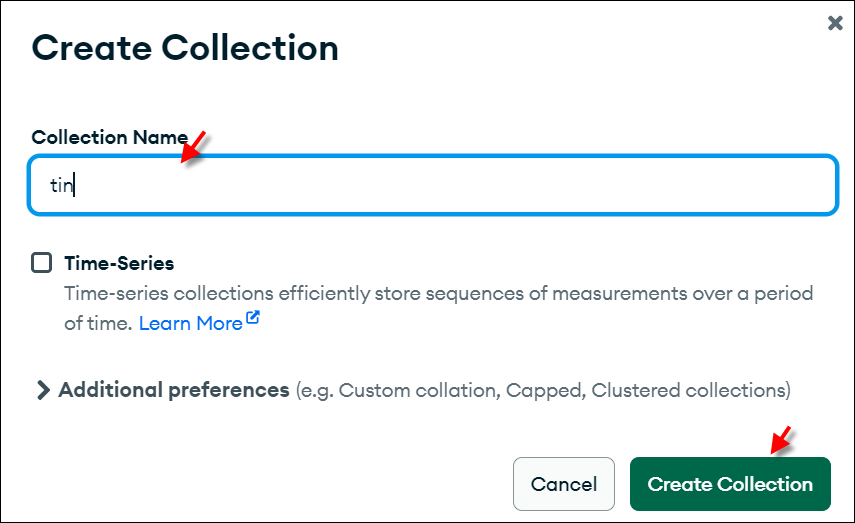 Create Collection
Collection Name
tin
Time-Series
Time-series collections efficiently store sequences of measurements over a period
of time. Learn More
Additional preferences (e.g. Custom collation, Capped, Clustered collections)
Cancel
Create Collection